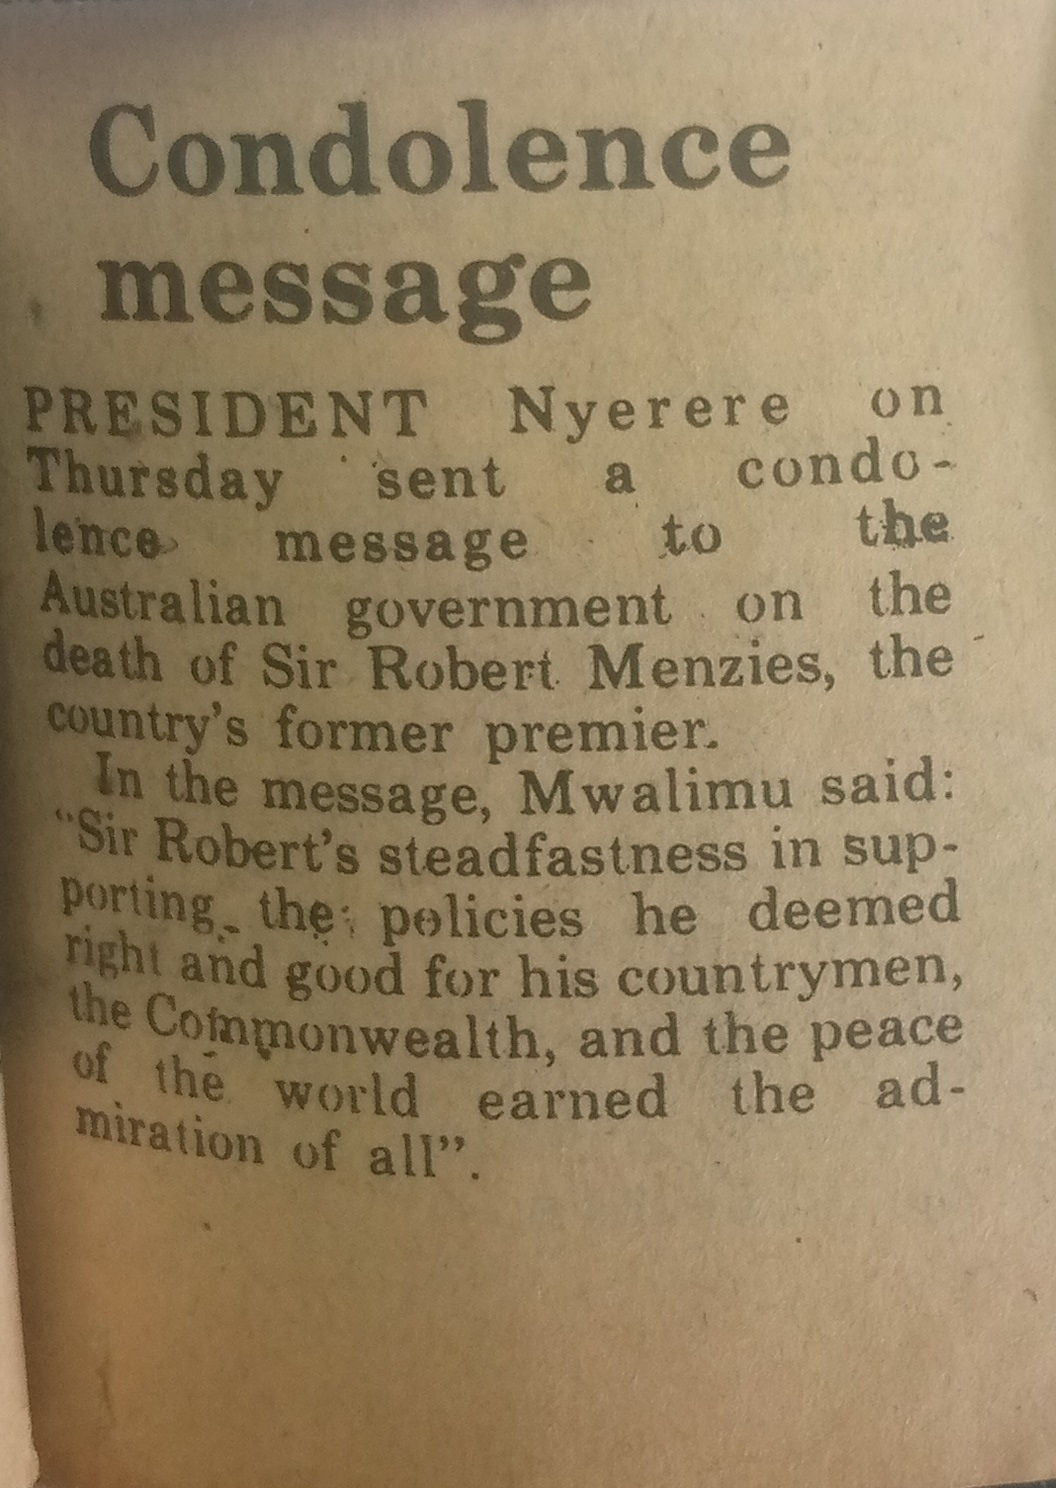 Condolence
message
PRESIDENT Nyerere on
Thursday sent a condo-
lence message to the
Australian government on the
death of Sir Robert Menzies, the
country's former premier.
In the message, Mwalimu said:
"Sir Robert's steadfastness in sup-
porting the policies he deemed
right and good for his countrymen,
the Commonwealth, and the peace
of the world earned the ad-
miration of all".